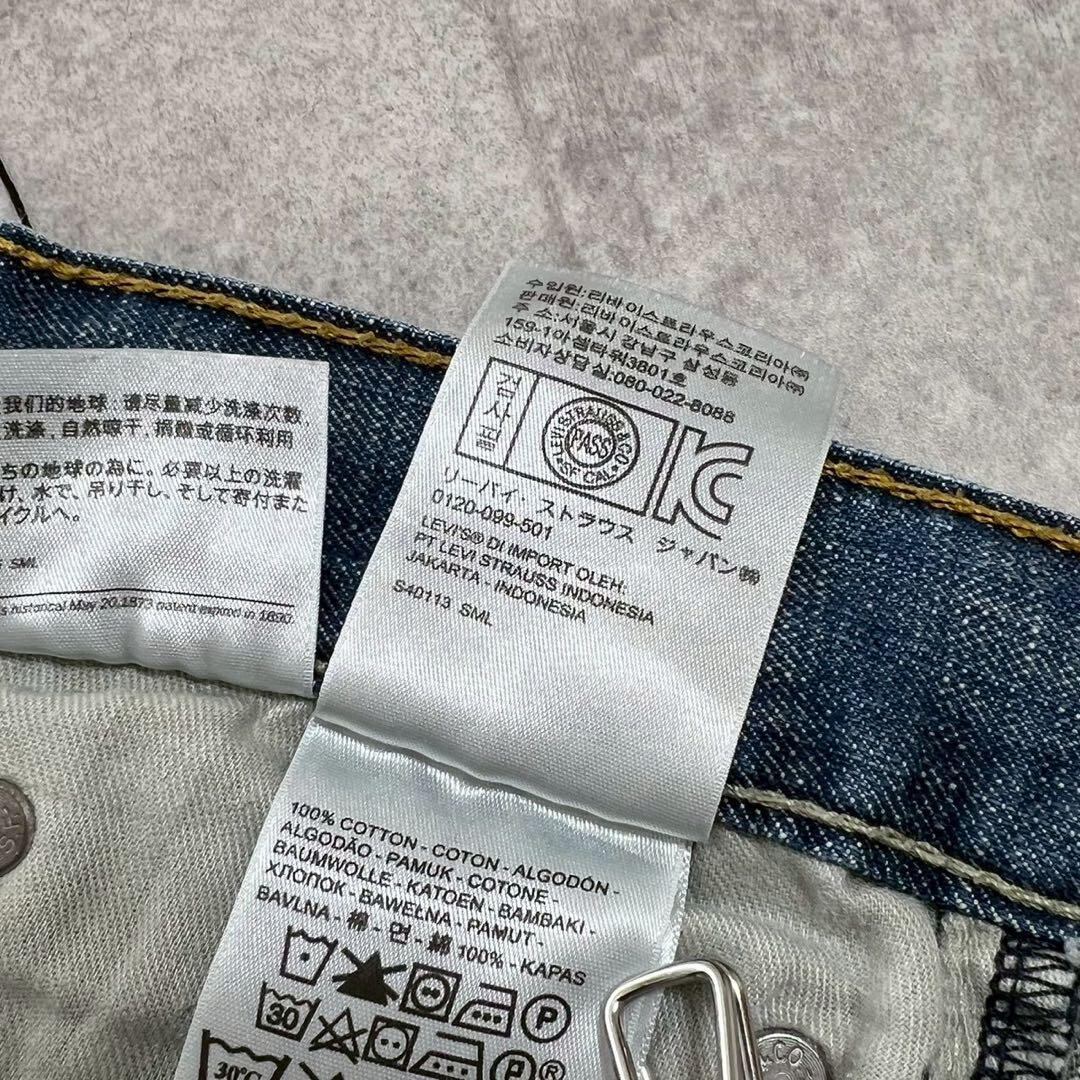 我们的地球，请尽量减少洗涤次数
洗涤，自然晾干，捐赠或循环利用
ちの地球の為に。必要以上の洗濯
け、水で、吊り干し、そして寄付また
イクルへ。
SML
s historical May 20.1873 patent expired in 1890.
수입원:리바이스트라우스코리아㈜
판매원:리바이스트라우스코리아㈜
주 소:서울시 강남구 삼성동
159-1아셈타워3801호
소비자상담실:080-022-8088
검사품
LEVI STRAUSS & CO.
PASS
SF CAL
リーバイ・ストラウス ジャパン㈱
0120-099-501
LEVI'S® DI IMPORT OLEH:
PT LEVI STRAUSS INDONESIA
JAKARTA - INDONESIA
S40113 SML
100% COTTON - COTON - ALGODÓN -
ALGODÃO - PAMUK - COTONE -
BAUMWOLLE - KATOEN - BAMBAKI -
ХЛОПОК - BAWEŁNA - PAMUT -
BAVLNA - 棉 - 면 - 綿 100% - KAPAS
P
30
P
30°C
P ®
& CO